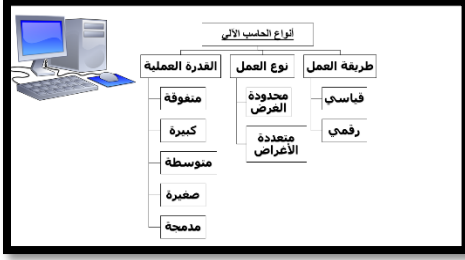 أنواع الحاسب الآلي
طريقة العمل
قياسي
رقمي
نوع العمل
محدودة
الغرض
متعددة
الأغراض
القدرة العملية
متفوقة
كبيرة
متوسطة
صغيرة
مدمجة